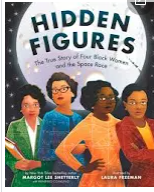 HIDDEN
FIGURES
The True Story of Four Black Women
and the Space Race
MARGOT LEE SHETTERLY
LAURA FREEMAN